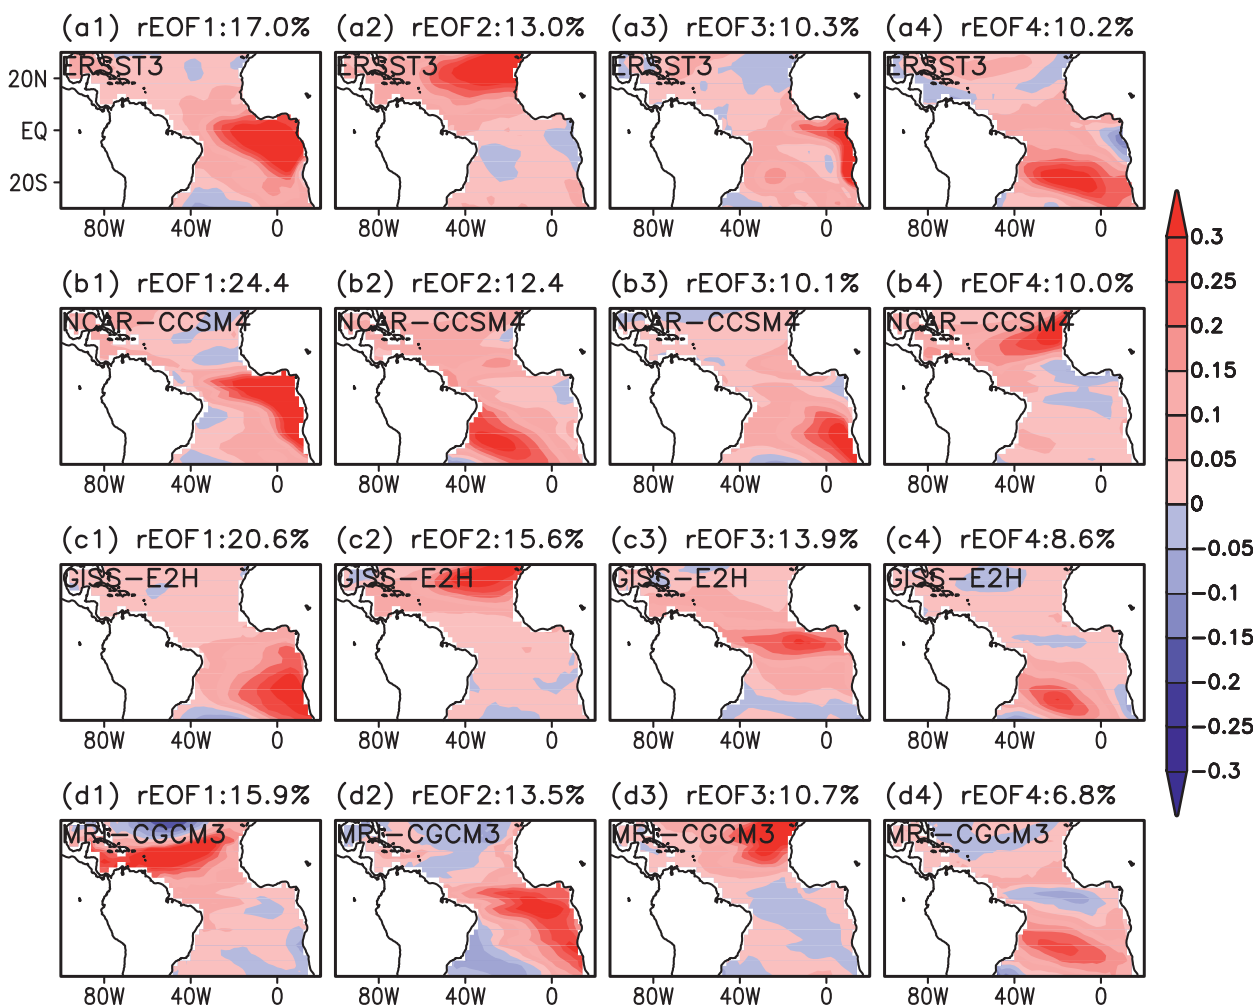 (a1) rEOF1:17.0% (a2) rEOF2:13.0% (a3) rEOF3:10.3% (a4) rEOF4:10.2%
ERSST3 ERSST3 ERSST3 ERSST3
20N
EQ
20S
80W 40W 0 80W 40W 0 80W 40W 0 80W 40W 0
(b1) rEOF1:24.4 (b2) rEOF2:12.4 (b3) rEOF3:10.1% (b4) rEOF4:10.0%
NCAR-CCSM4 NCAR-CCSM4 NCAR-CCSM4 NCAR-CCSM4
80W 40W 0 80W 40W 0 80W 40W 0 80W 40W 0
(c1) rEOF1:20.6% (c2) rEOF2:15.6% (c3) rEOF3:13.9% (c4) rEOF4:8.6%
GISS-E2H GISS-E2H GISS-E2H GISS-E2H
80W 40W 0 80W 40W 0 80W 40W 0 80W 40W 0
(d1) rEOF1:15.9% (d2) rEOF2:13.5% (d3) rEOF3:10.7% (d4) rEOF4:6.8%
MRI-CGCM3 MRI-CGCM3 MRI-CGCM3 MRI-CGCM3
80W 40W 0 80W 40W 0 80W 40W 0 80W 40W 0
0.3
0.25
0.2
0.15
0.1
0.05
0
-0.05
-0.1
-0.15
-0.2
-0.25
-0.3